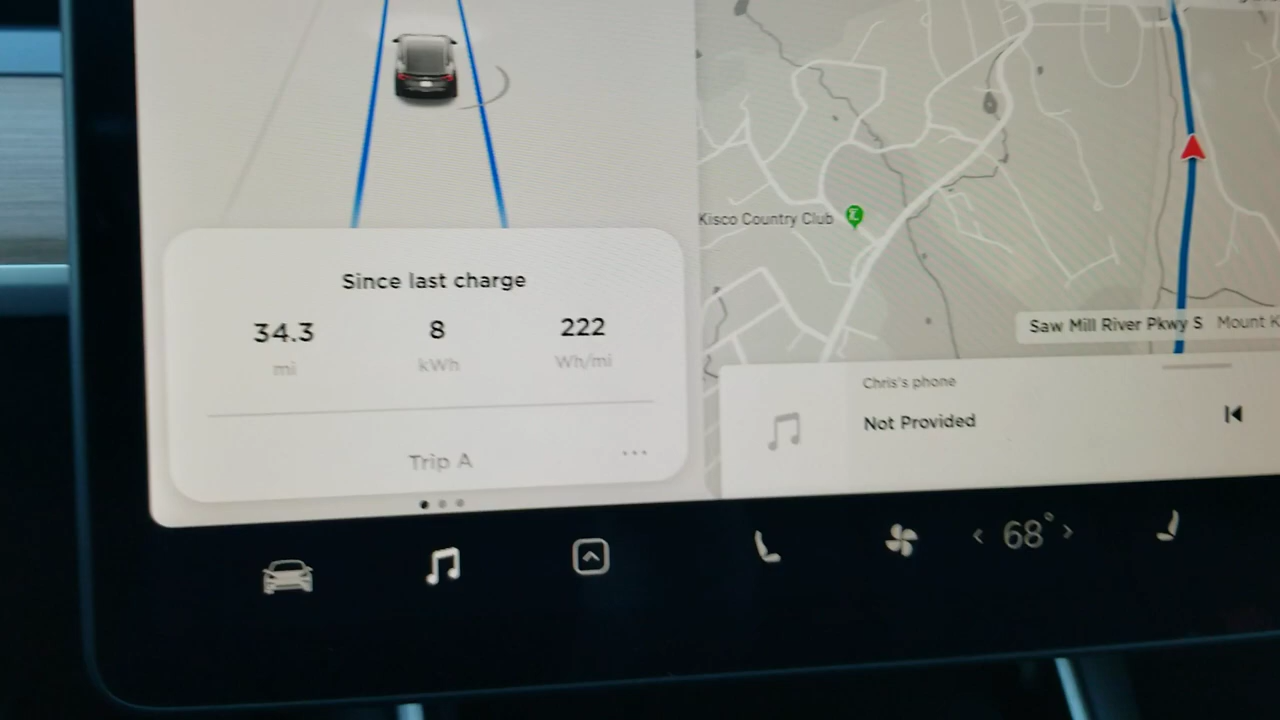 Since last charge
34.3 8 222
mi kWh Wh/mi
Trip A
...
Kisco Country Club
Saw Mill River Pkwy S Mount K
Chris's phone
Not Provided
< 68° >